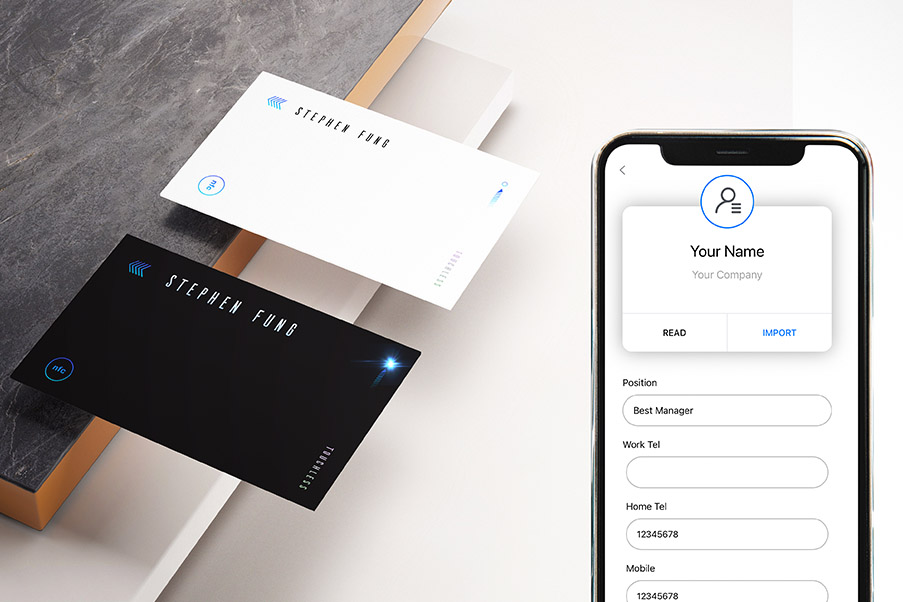 STEPHEN FUNG
nfc
TOUCHLESS
STEPHEN FUNG
nfc
TOUCHLESS
Your Name
Your Company
READ
IMPORT
Position
Best Manager
Work Tel
Home Tel
12345678
Mobile
12345678